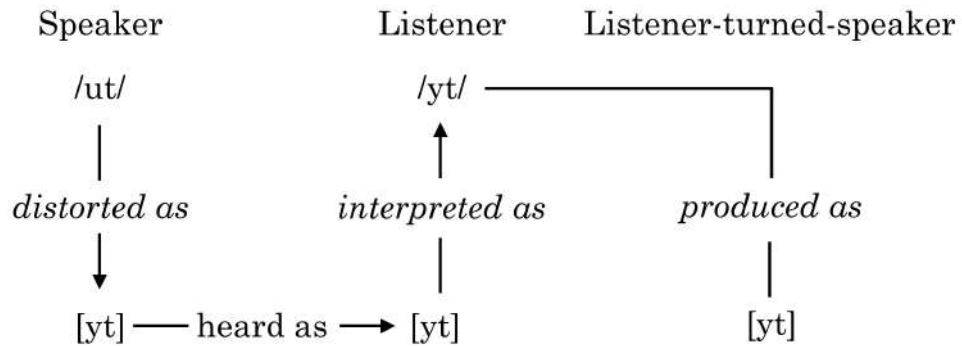 Speaker Listener Listener-turned-speaker
/ut/ /yt/
distorted as interpreted as produced as
[yt] heard as [yt] [yt]